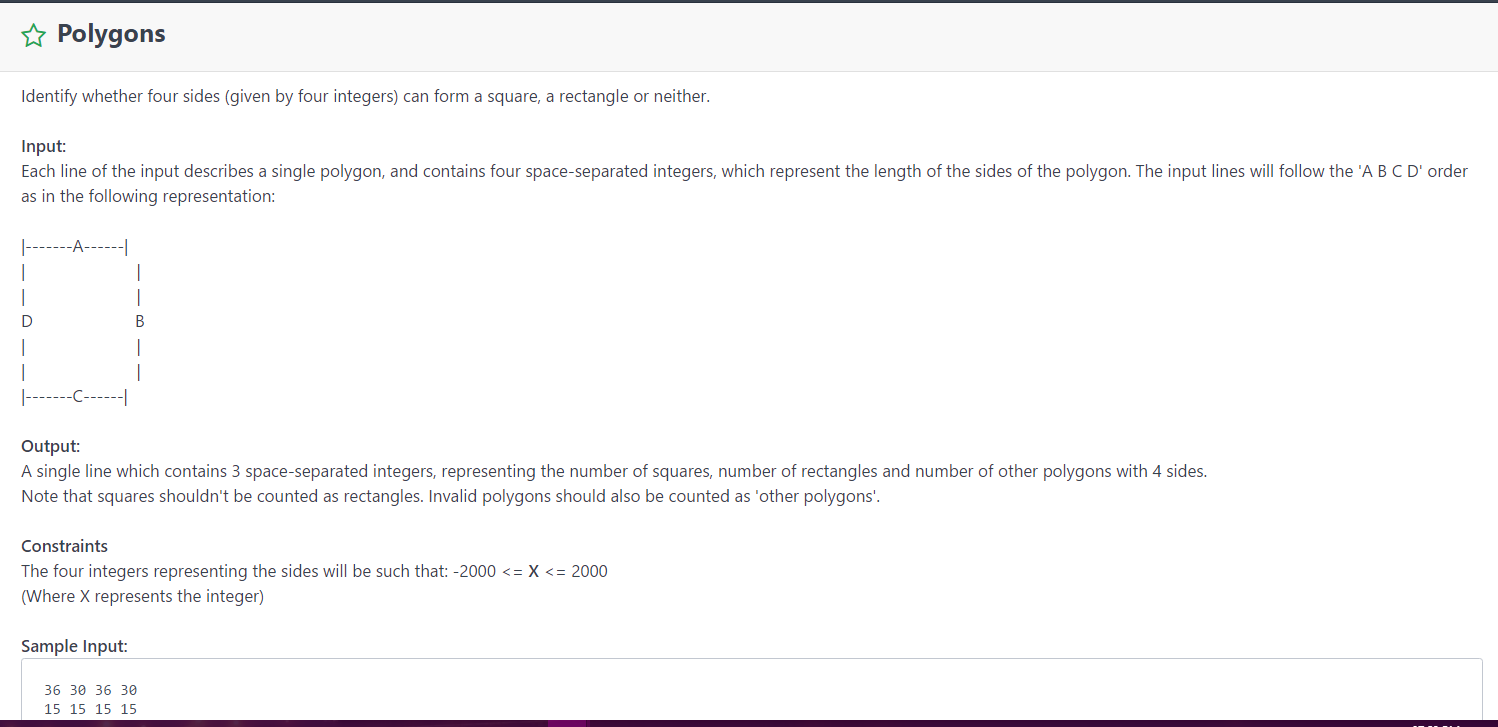 Polygons
Identify whether four sides (given by four integers) can form a square, a rectangle or neither.
Input:
Each line of the input describes a single polygon, and contains four space-separated integers, which represent the length of the sides of the polygon. The input lines will follow the 'A B C D' order
as in the following representation:
|-------A------|
| |
| |
D B
| |
| |
|-------C------|
Output:
A single line which contains 3 space-separated integers, representing the number of squares, number of rectangles and number of other polygons with 4 sides.
Note that squares shouldn't be counted as rectangles. Invalid polygons should also be counted as 'other polygons'.
Constraints
The four integers representing the sides will be such that: -2000 <= X <= 2000
(Where X represents the integer)
Sample Input:
36 30 36 30
15 15 15 15